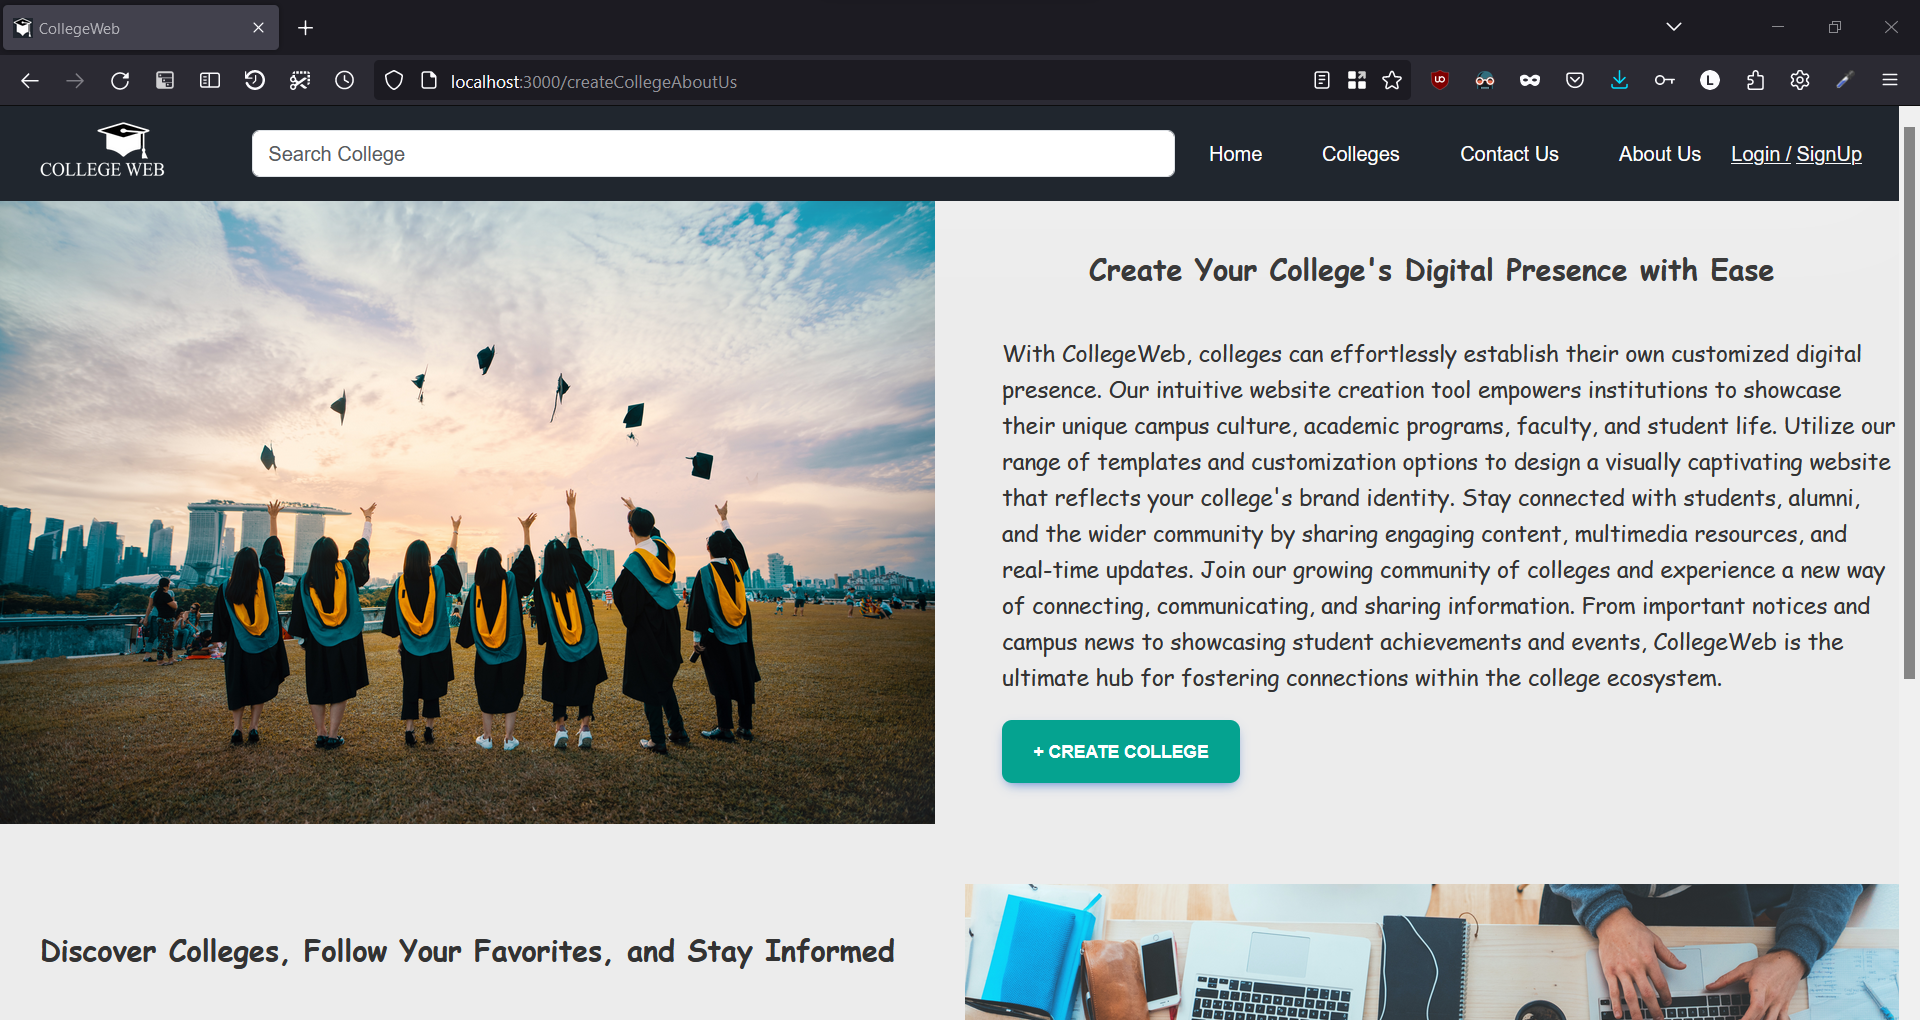 CollegeWeb
localhost:3000/createCollegeAboutUs
COLLEGE WEB
Search College
Home
Colleges
Contact Us
About Us
Login / SignUp
Create Your College's Digital Presence with Ease
With CollegeWeb, colleges can effortlessly establish their own customized digital
presence. Our intuitive website creation tool empowers institutions to showcase
their unique campus culture, academic programs, faculty, and student life. Utilize our
range of templates and customization options to design a visually captivating website
that reflects your college's brand identity. Stay connected with students, alumni,
and the wider community by sharing engaging content, multimedia resources, and
real-time updates. Join our growing community of colleges and experience a new way
of connecting, communicating, and sharing information. From important notices and
campus news to showcasing student achievements and events, CollegeWeb is the
ultimate hub for fostering connections within the college ecosystem.
+ CREATE COLLEGE
Discover Colleges, Follow Your Favorites, and Stay Informed